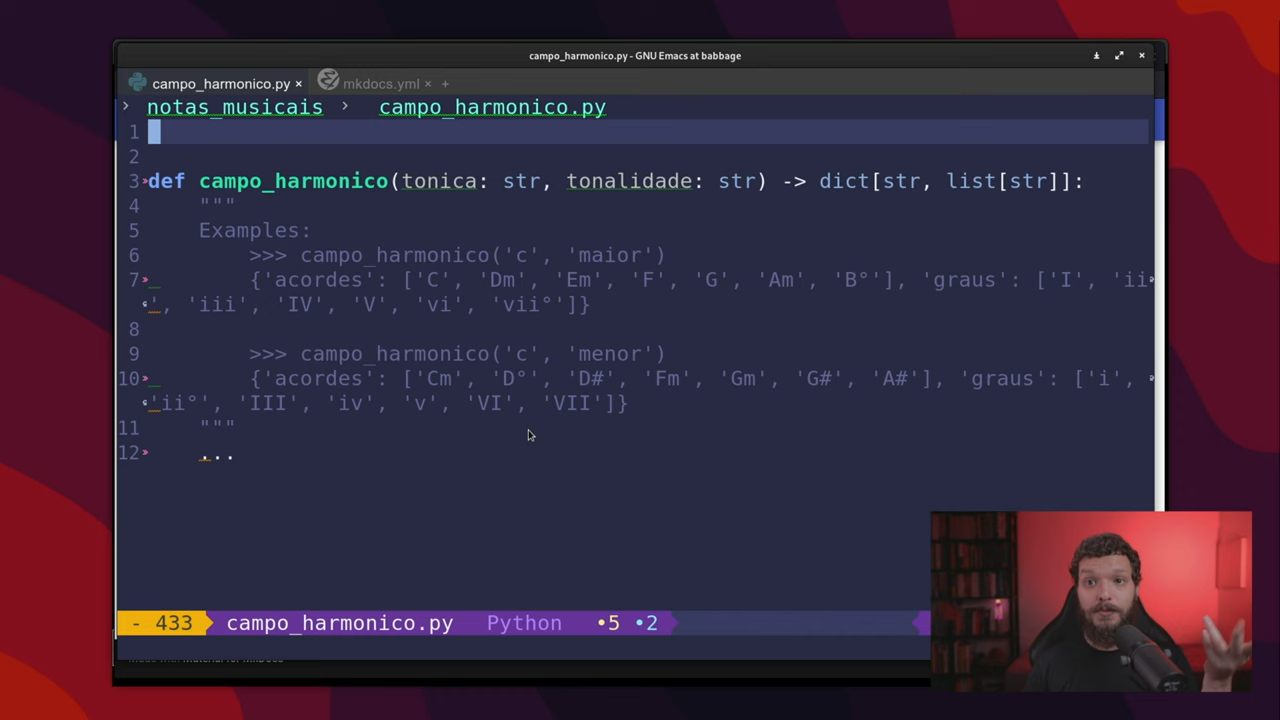 campo_harmonico.py - GNU Emacs at babbage
campo_harmonico.py × mkdocs.yml × +
> notas_musicais > campo_harmonico.py
1
2
3 def campo_harmonico(tonica: str, tonalidade: str) -> dict[str, list[str]]:
4 """
5 Examples:
6 >>> campo_harmonico('c', 'maior')
7 {'acordes': ['C', 'Dm', 'Em', 'F', 'G', 'Am', 'B°'], 'graus': ['I', 'ii
', 'iii', 'IV', 'V', 'vi', 'vii°']}
8
9 >>> campo_harmonico('c', 'menor')
10 {'acordes': ['Cm', 'D°', 'D#', 'Fm', 'Gm', 'G#', 'A#'], 'graus': ['i',
'ii°', 'III', 'iv', 'v', 'VI', 'VII']}
11 """
12 ...
- 433 campo_harmonico.py Python •5 •2